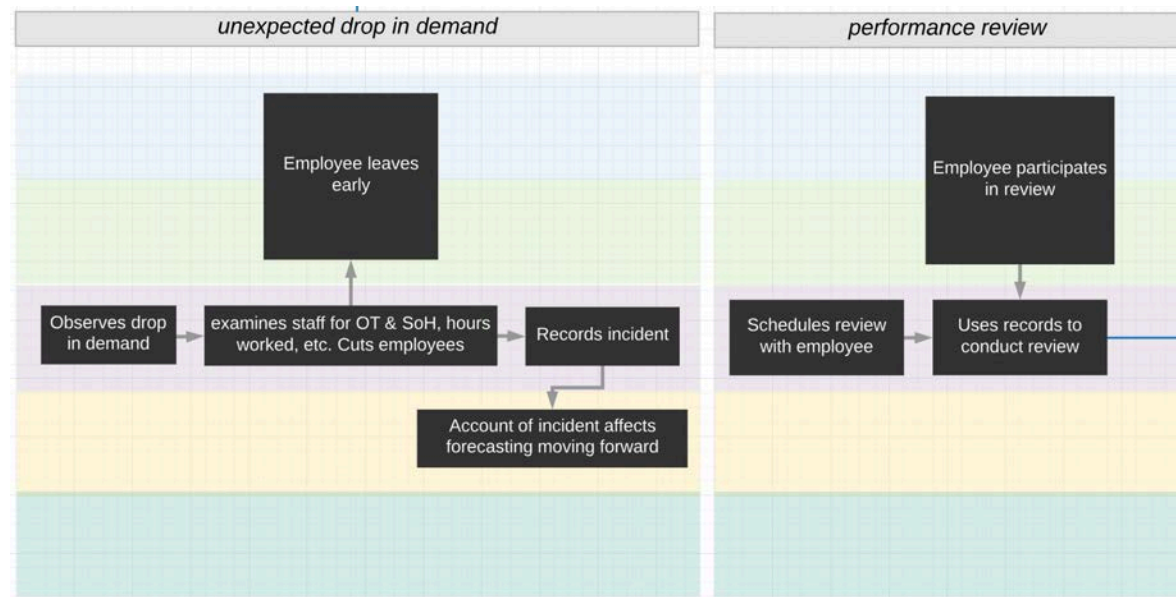 unexpected drop in demand
Employee leaves
early
Observes drop
in demand
examines staff for OT & SoH, hours
worked, etc. Cuts employees
Records incident
Account of incident affects
forecasting moving forward
performance review
Employee participates
in review
Schedules review
with employee
Uses records to
conduct review